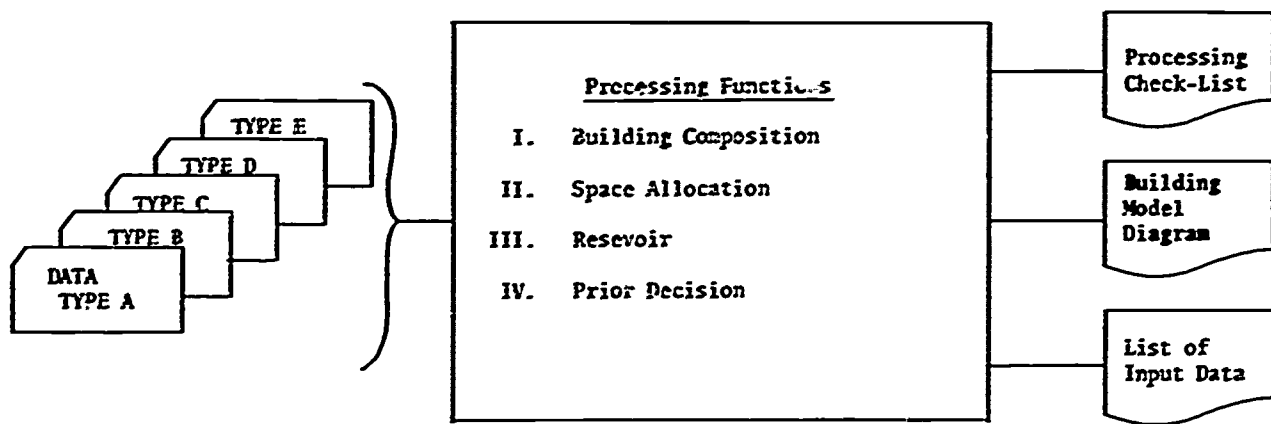 TYPE E
TYPE D
TYPE C
TYPE B
DATA
TYPE A
Processing Functions
I. Building Composition
II. Space Allocation
III. Resevoir
IV. Prior Decision
Processing
Check-List
Building
Model
Diagram
List of
Input Data